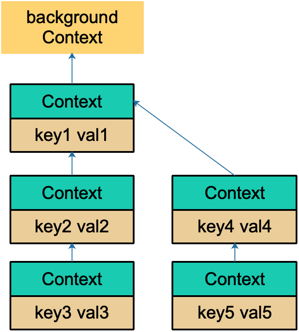 background
Context
Context
key1 val1
Context
key2 val2
Context
key4 val4
Context
key3 val3
Context
key5 val5